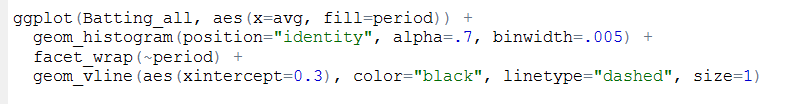 ggplot(Batting_all, aes(x=avg, fill=period)) +
  geom_histogram(position="identity", alpha=.7, binwidth=.005) +
  facet_wrap(~period) +
  geom_vline(aes(xintercept=0.3), color="black", linetype="dashed", size=1)